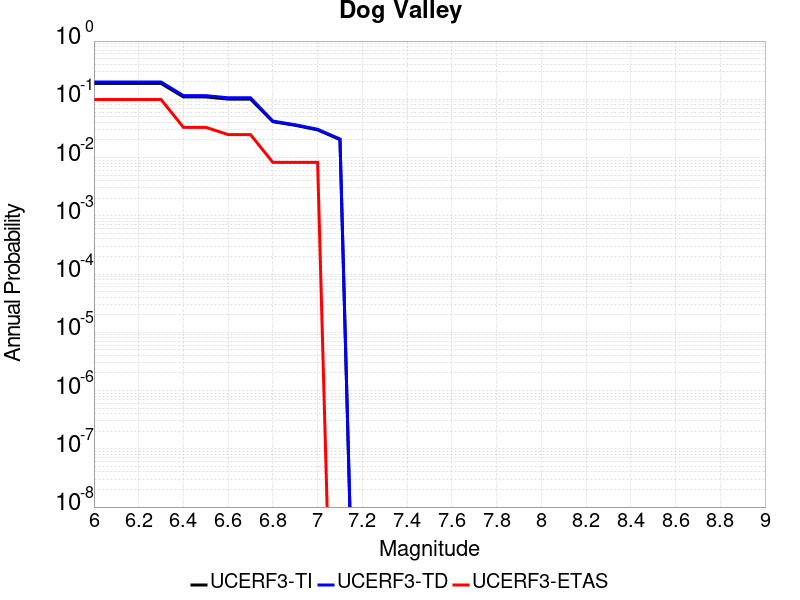 Dog Valley
Annual Probability
10^0
10^-1
10^-2
10^-3
10^-4
10^-5
10^-6
10^-7
10^-8
6 6.2 6.4 6.6 6.8 7 7.2 7.4 7.6 7.8 8 8.2 8.4 8.6 8.8 9
Magnitude
UCERF3-TI UCERF3-TD UCERF3-ETAS